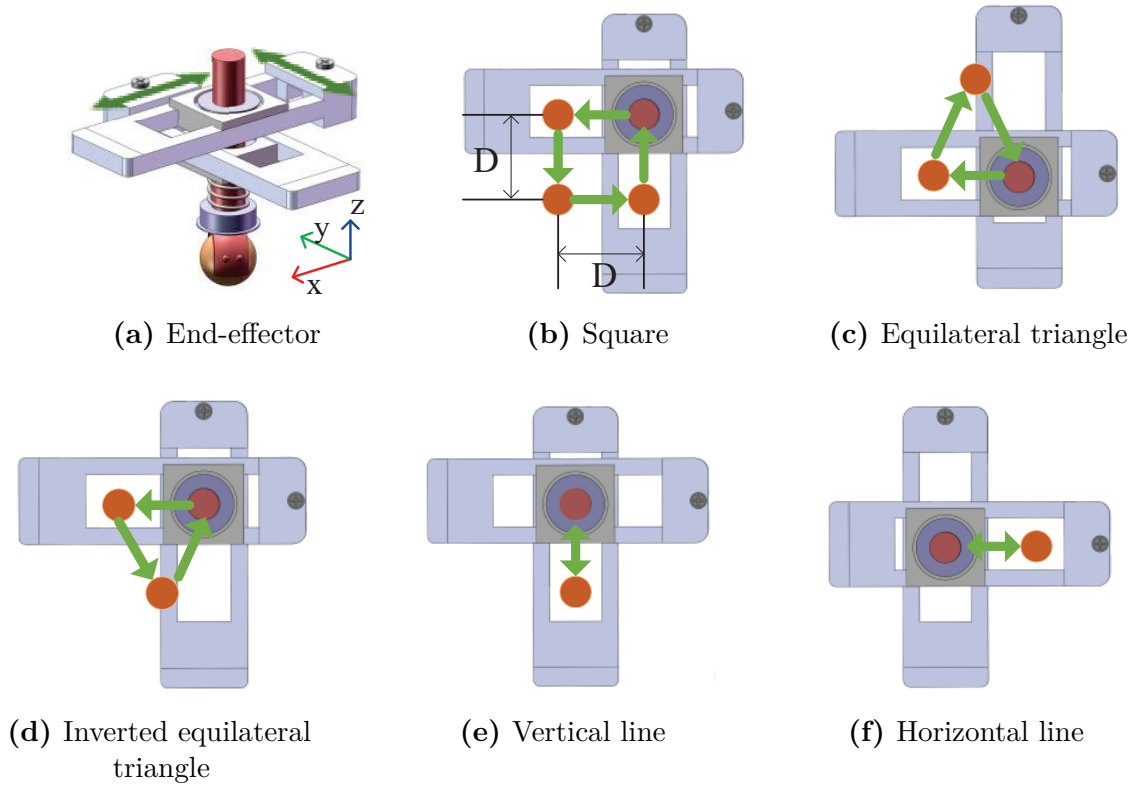 z
y
x
(a) End-effector
D
D
(b) Square
(c) Equilateral triangle
(d) Inverted equilateral
triangle
(e) Vertical line
(f) Horizontal line